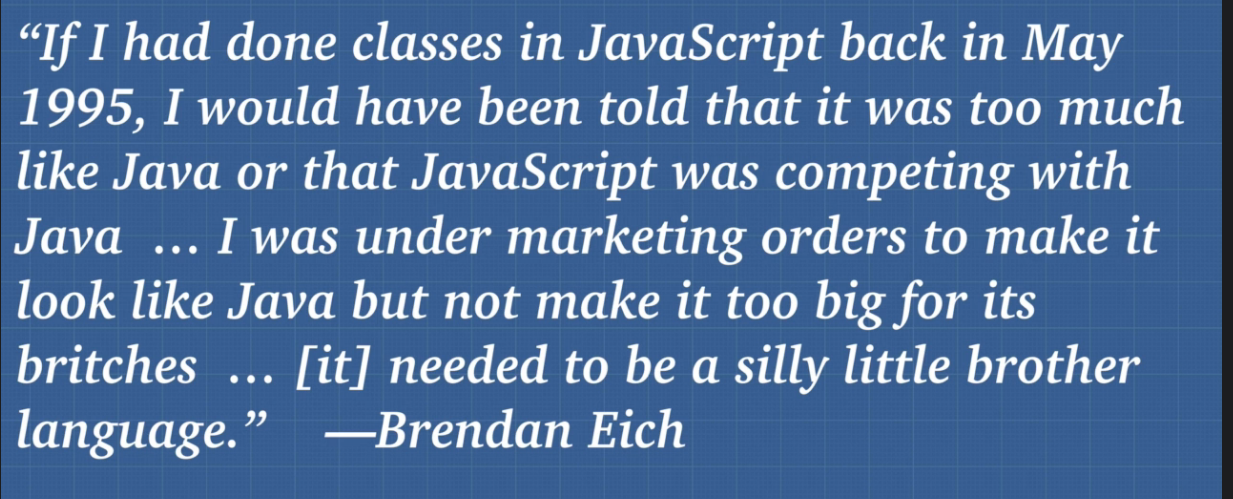 “If I had done classes in JavaScript back in May
1995, I would have been told that it was too much
like Java or that JavaScript was competing with
Java … I was under marketing orders to make it
look like Java but not make it too big for its
britches … [it] needed to be a silly little brother
language.” —Brendan Eich